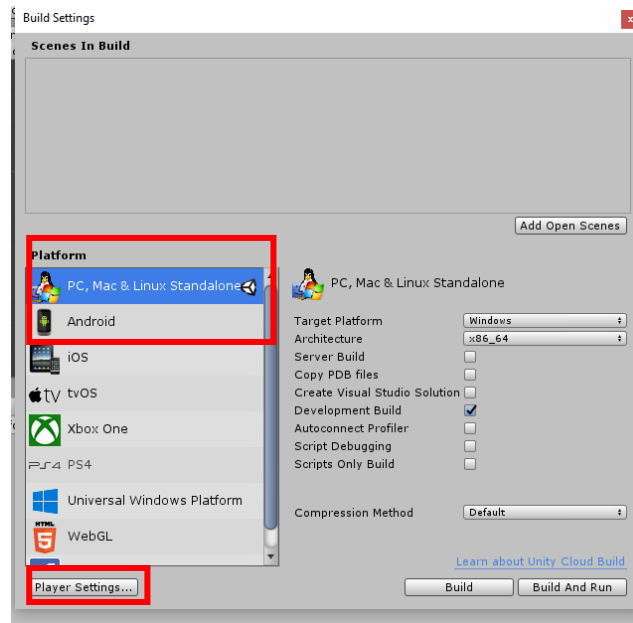 Build Settings
x
Scenes In Build
Add Open Scenes
Platform
PC, Mac & Linux Standalone
Android
iOS
tv tvOS
Xbox One
PS4 PS4
Universal Windows Platform
HTML
5
WebGL
Player Settings...
PC, Mac & Linux Standalone
Target Platform Windows
Architecture x86_64
Server Build
Copy PDB files
Create Visual Studio Solution
Development Build
Autoconnect Profiler
Script Debugging
Scripts Only Build
Compression Method Default
Learn about Unity Cloud Build
Build Build And Run